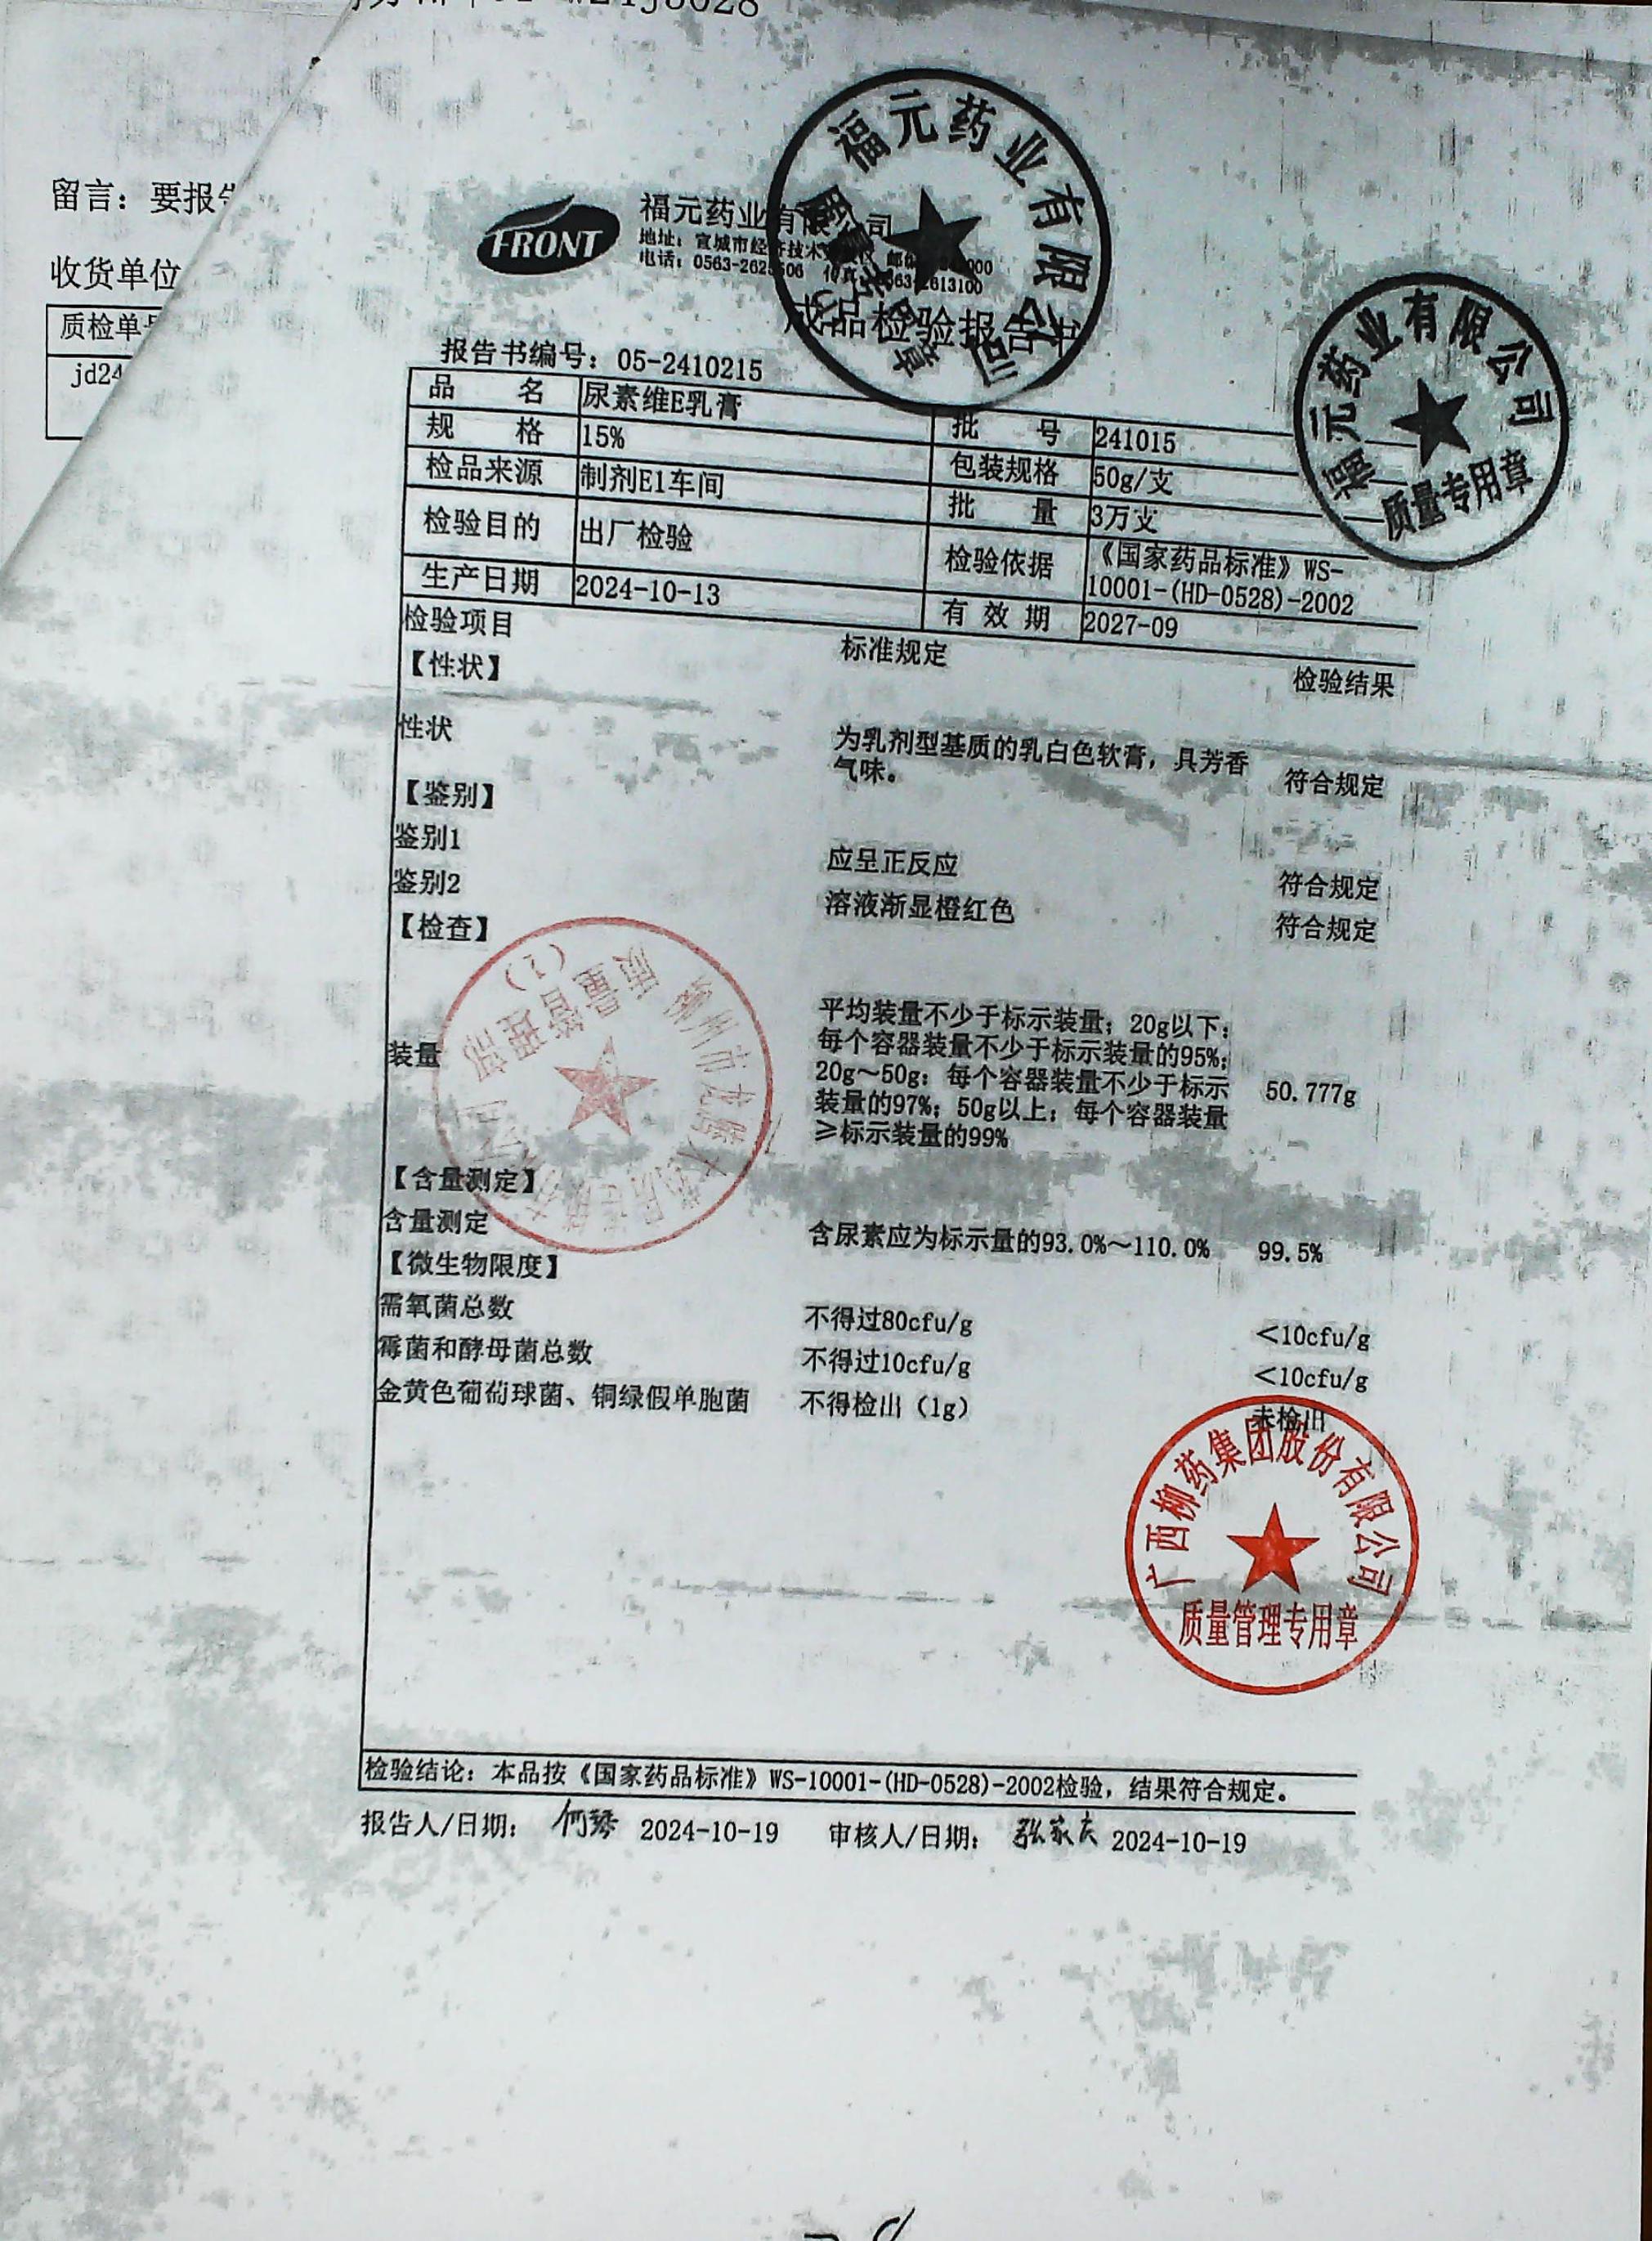 留言：要报告
收货单位
质检单号
jd24
FRONT
福元药业有限公司
地址：宣城市经济技术
电话：0563-262
613100
成品检验报告书
福元药业有限公司
福元药业有限公司
质量专用章
报告书编号：05-2410215
品 名 尿素维E乳膏 批 号 241015
规 格 15% 包装规格 50g/支
检品来源 制剂E1车间 批 量 3万支
检验目的 出厂检验 检验依据 《国家药品标准》WS-
10001-(HD-0528)-2002
生产日期 2024-10-13 有 效 期 2027-09
检验项目 标准规定 检验结果
【性状】
性状 为乳剂型基质的乳白色软膏，具芳香 符合规定
气味。
【鉴别】
鉴别1 应呈正反应 符合规定
鉴别2 溶液渐显橙红色 符合规定
【检查】
平均装量不少于标示装量；20g以下：
每个容器装量不少于标示装量的95%；
装量 20g～50g：每个容器装量不少于标示 50.777g
装量的97%；50g以上：每个容器装量
≥标示装量的99%
【含量测定】
含量测定 含尿素应为标示量的93.0%～110.0% 99.5%
【微生物限度】
需氧菌总数 不得过80cfu/g <10cfu/g
霉菌和酵母菌总数 不得过10cfu/g <10cfu/g
金黄色葡萄球菌、铜绿假单胞菌 不得检出（1g） 未检出
质量管理
(1)
柳州市龙
广西柳药集团股份有限公司
质量管理专用章
检验结论：本品按《国家药品标准》WS-10001-(HD-0528)-2002检验，结果符合规定。
报告人/日期： 何琴 2024-10-19 审核人/日期： 张家庆 2024-10-19